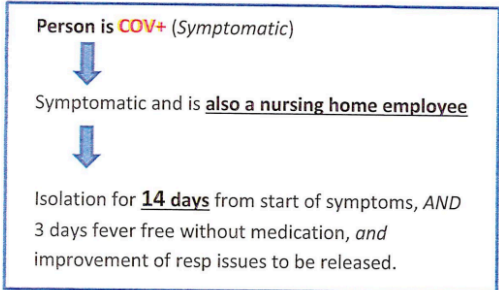 Person is COV+ (Symptomatic)
Symptomatic and is also a nursing home employee
Isolation for 14 days from start of symptoms, AND
3 days fever free without medication, and
improvement of resp issues to be released.